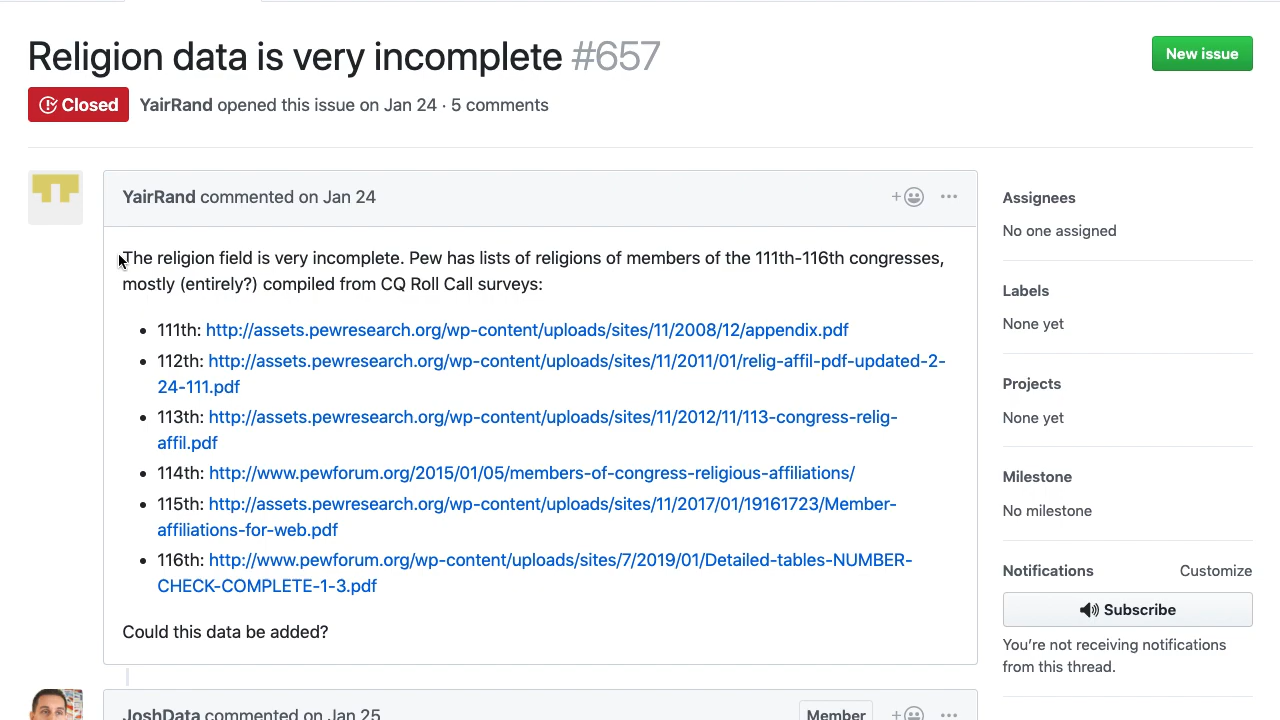 Religion data is very incomplete #657
New issue
Closed
YairRand opened this issue on Jan 24 · 5 comments
YairRand commented on Jan 24
The religion field is very incomplete. Pew has lists of religions of members of the 111th-116th congresses,
mostly (entirely?) compiled from CQ Roll Call surveys:
• 111th: http://assets.pewresearch.org/wp-content/uploads/sites/11/2008/12/appendix.pdf
• 112th: http://assets.pewresearch.org/wp-content/uploads/sites/11/2011/01/relig-affil-pdf-updated-2-
24-111.pdf
• 113th: http://assets.pewresearch.org/wp-content/uploads/sites/11/2012/11/113-congress-relig-
affil.pdf
• 114th: http://www.pewforum.org/2015/01/05/members-of-congress-religious-affiliations/
• 115th: http://assets.pewresearch.org/wp-content/uploads/sites/11/2017/01/19161723/Member-
affiliations-for-web.pdf
• 116th: http://www.pewforum.org/wp-content/uploads/sites/7/2019/01/Detailed-tables-NUMBER-
CHECK-COMPLETE-1-3.pdf
Could this data be added?
JoshData commented on Jan 25
Member
Assignees
No one assigned
Labels
None yet
Projects
None yet
Milestone
No milestone
Notifications
Customize
Subscribe
You're not receiving notifications
from this thread.